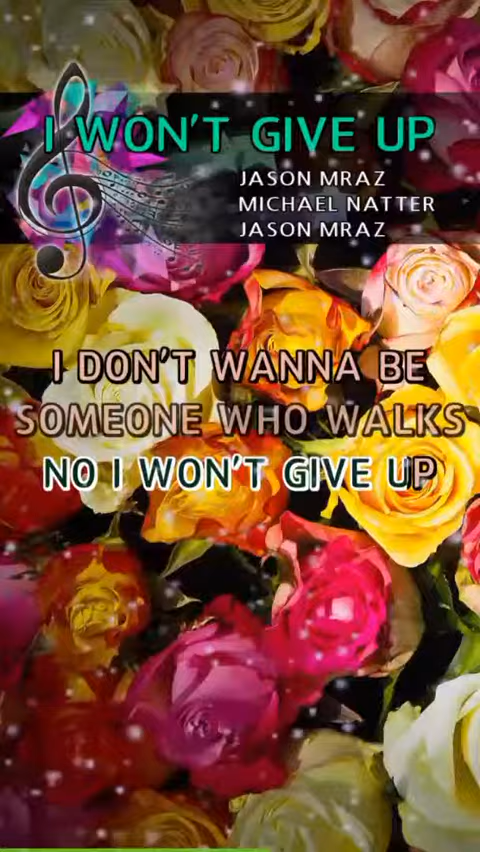 I WON'T GIVE UP
JASON MRAZ
MICHAEL NATTER
JASON MRAZ
I DON'T WANNA BE
SOMEONE WHO WALKS
NO I WON'T GIVE UP